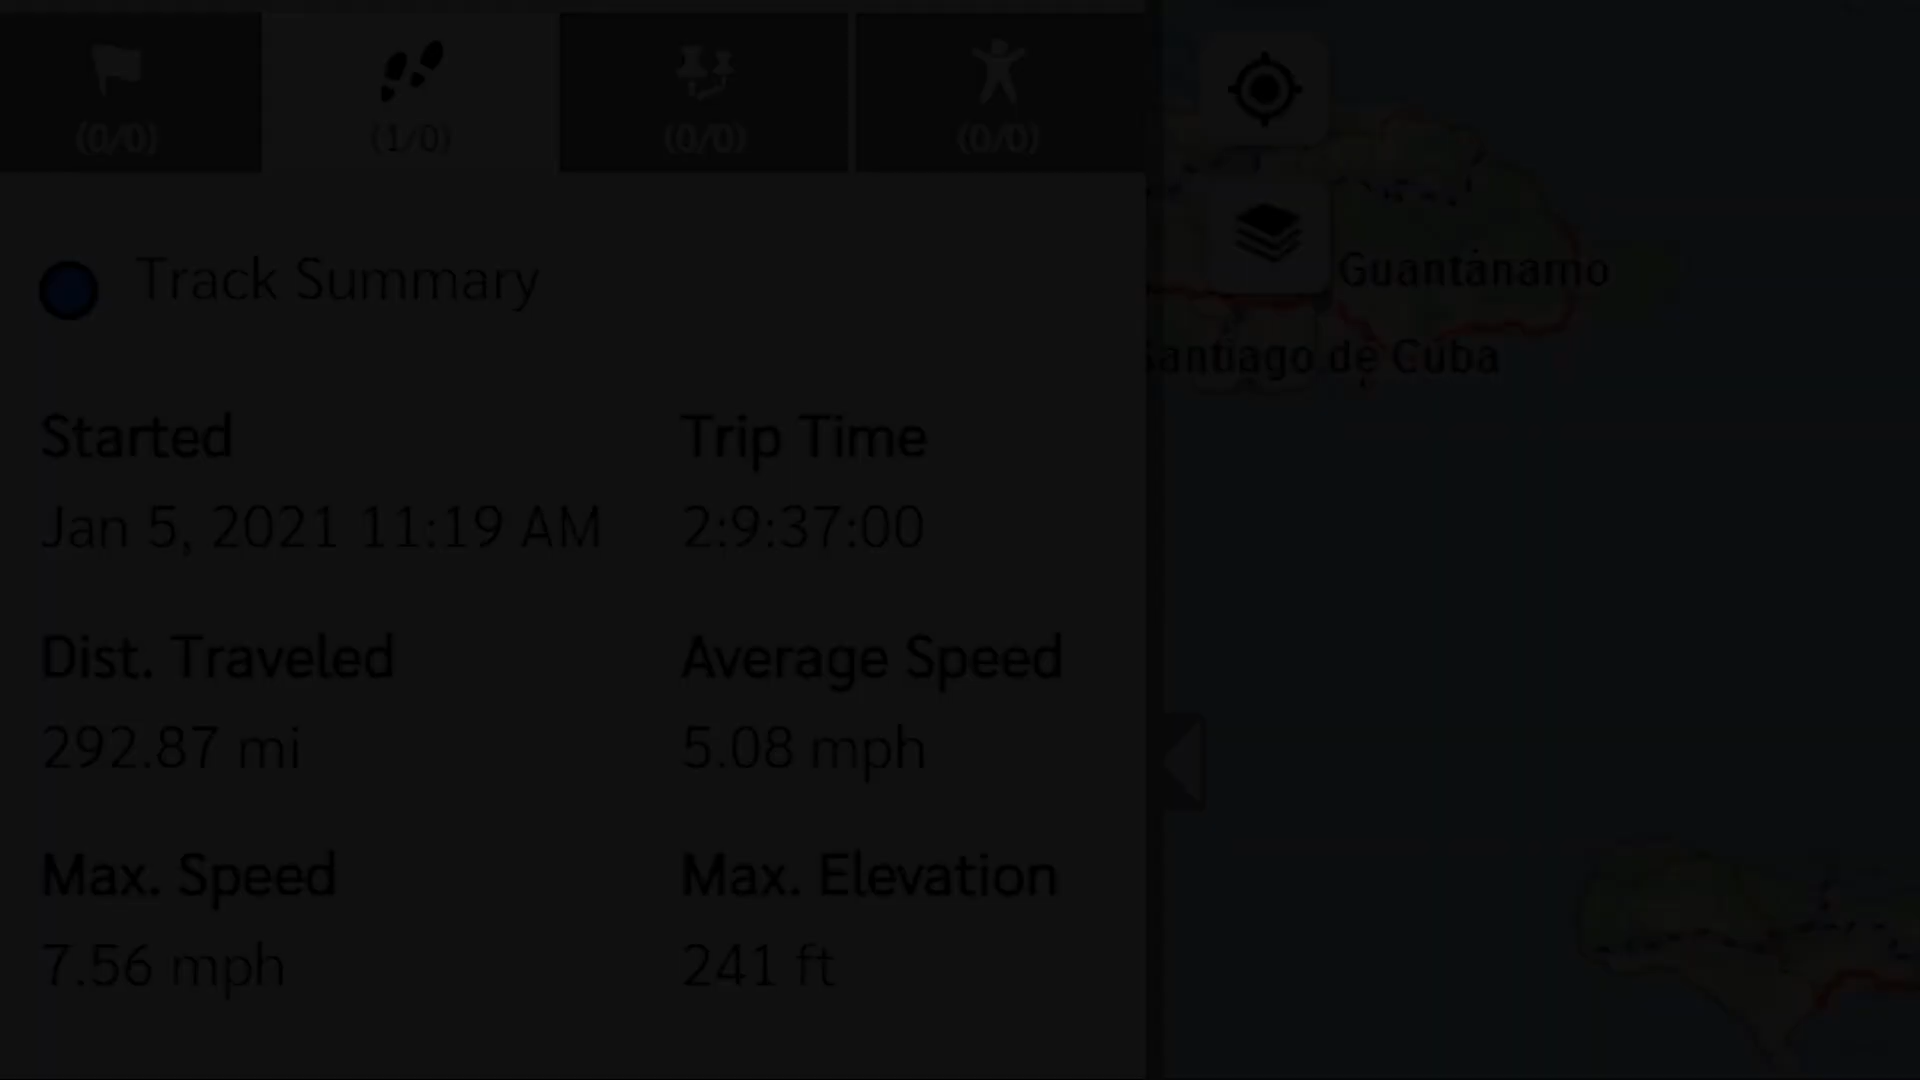 (0/0) (1/0) (0/0) (0/0)
Track Summary
Guantánamo
Santiago de Cuba
Started Trip Time
Jan 5, 2021 11:19 AM 2:9:37:00
Dist. Traveled Average Speed
292.87 mi 5.08 mph
Max. Speed Max. Elevation
7.56 mph 241 ft